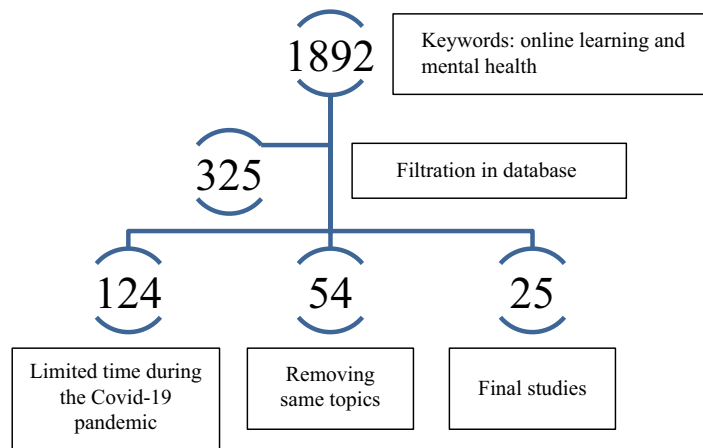 1892
Keywords: online learning and
mental health
325
Filtration in database
124
54
25
Limited time during
the Covid-19
pandemic
Removing
same topics
Final studies